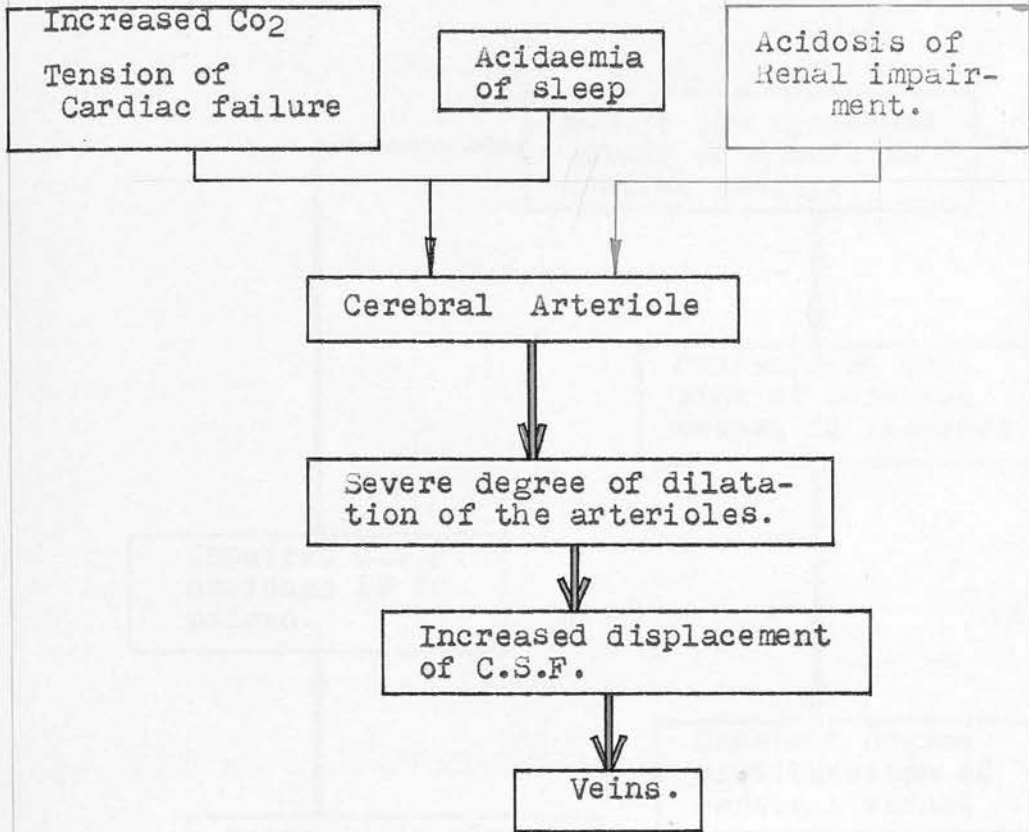 Increased Co2
Tension of
Cardiac failure
Acidaemia
of sleep
Acidosis of
Renal impair-
ment.
Cerebral Arteriole
Severe degree of dilata-
tion of the arterioles.
Increased displacement
of C.S.F.
Veins.